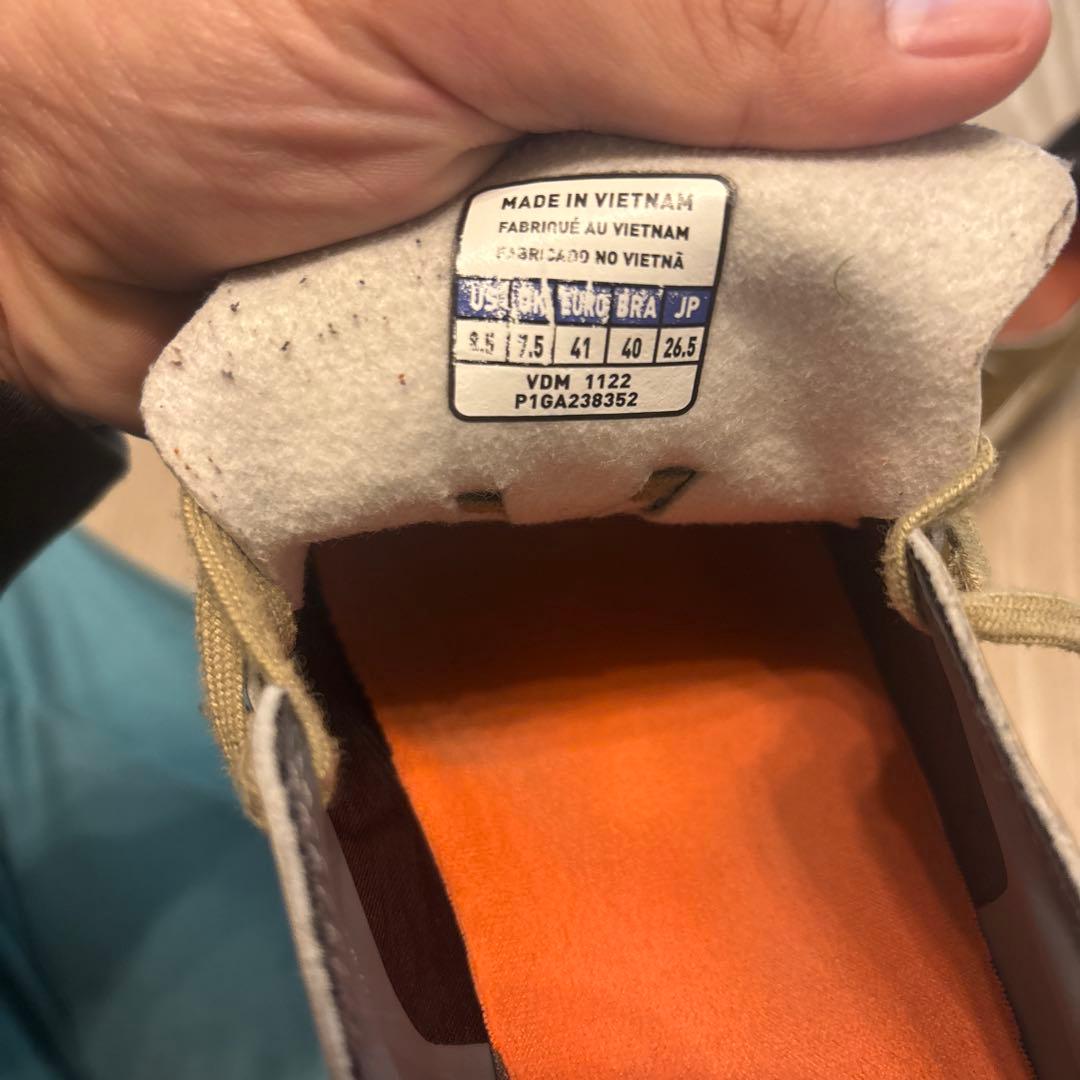 MADE IN VIETNAM
FABRIQUÉ AU VIETNAM
FABRICADO NO VIETNÃ
US UK EURO BRA JP
8.5 7.5 41 40 26.5
VDM 1122
P1GA238352